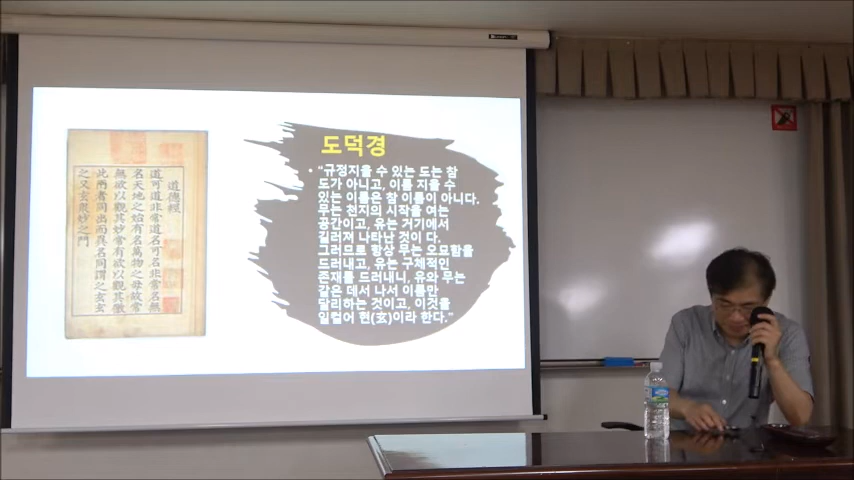 道德經
道可道非常道名可名非常名無
名天地之始有名萬物之母故常
無欲以觀其妙常有欲以觀其徼
此兩者同出而異名同謂之玄玄
之又玄衆妙之門
도덕경
• "규정지을 수 있는 도는 참
도가 아니고, 이름 지을 수
있는 이름은 참 이름이 아니다.
무는 천지의 시작을 여는
공간이고, 유는 거기에서
길러져 나타난 것이 다.
그러므로 항상 무는 오묘함을
드러내고, 유는 구체적인
존재를 드러내니, 유와 무는
같은 데서 나서 이름만
달리하는 것이고, 이것을
일컬어 현(玄)이라 한다."